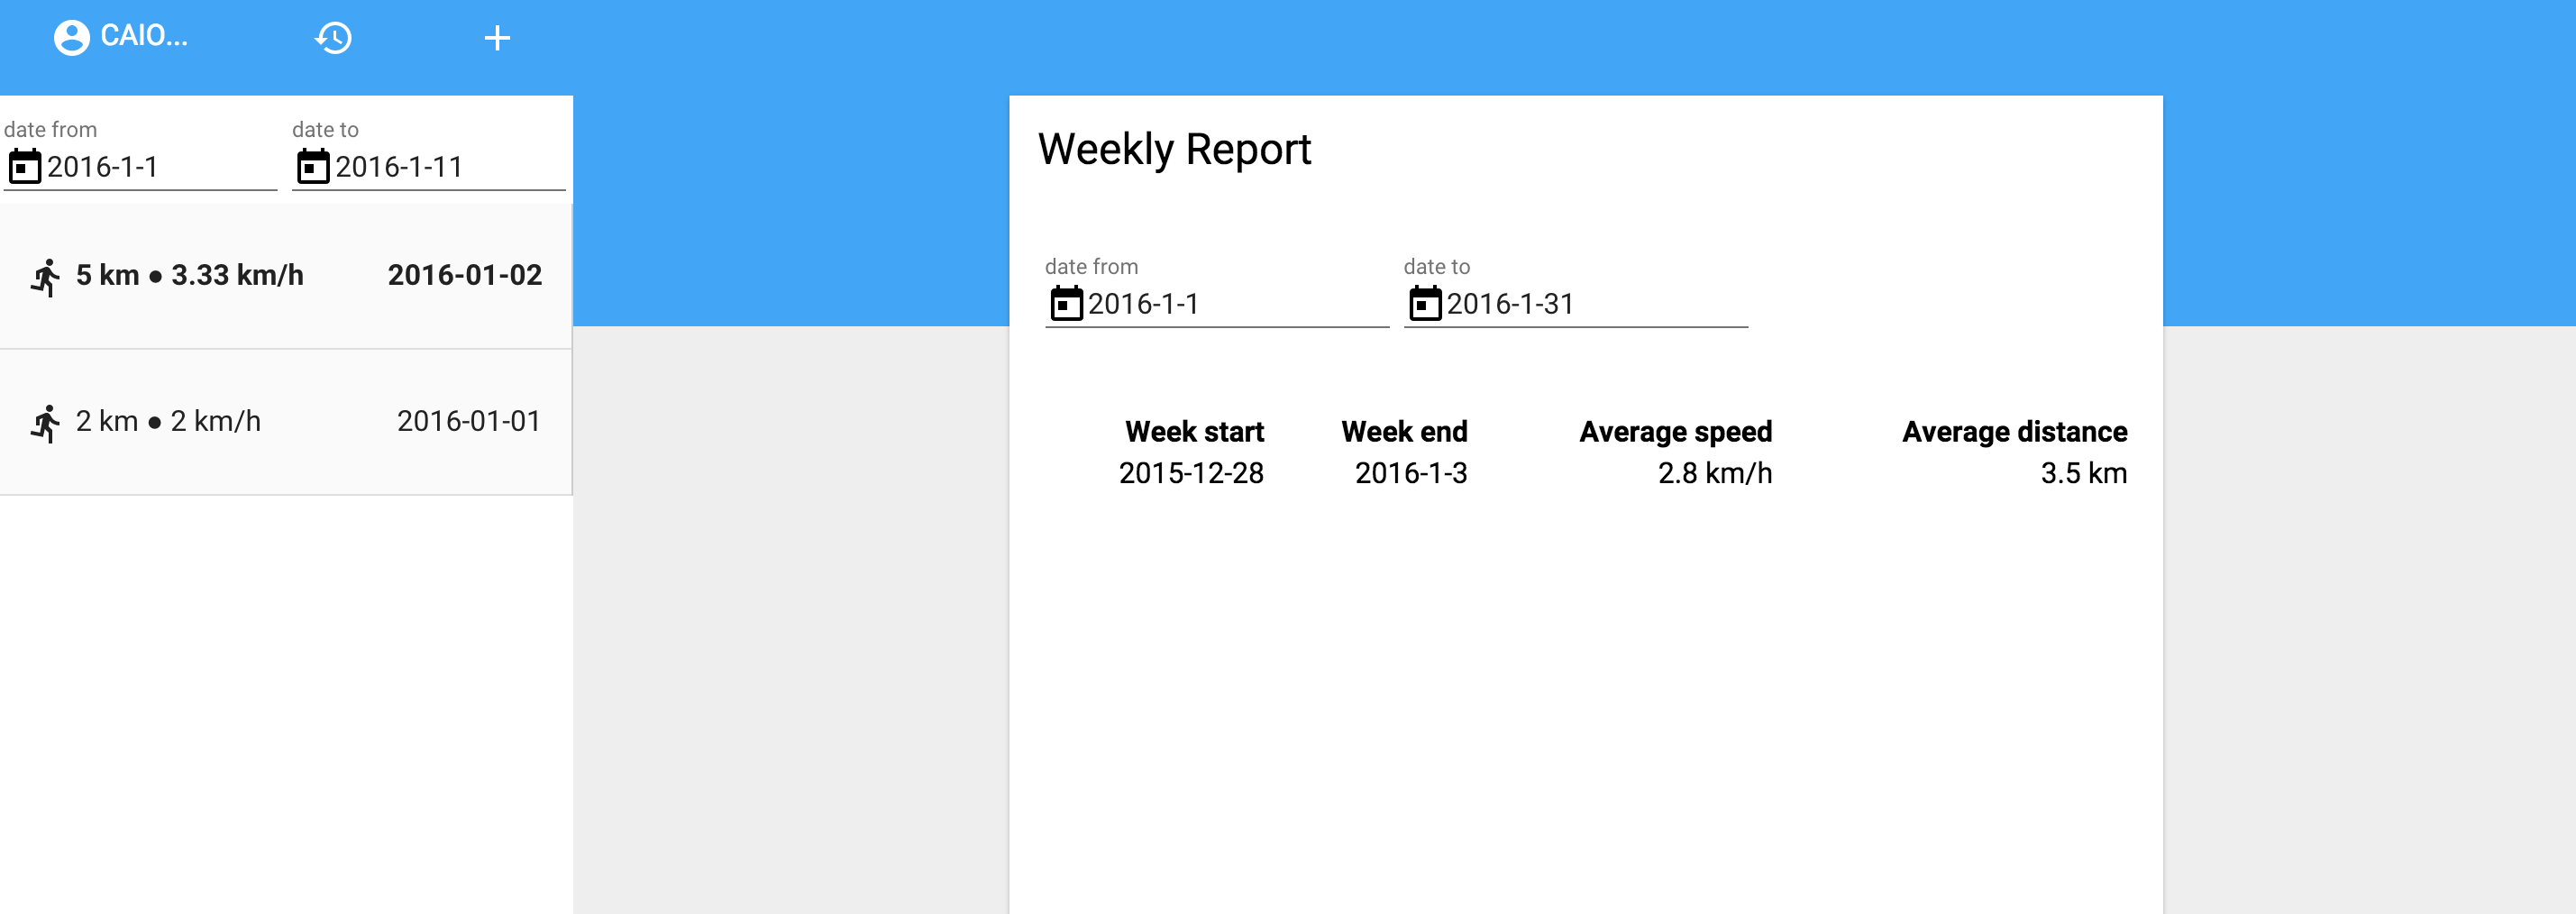 CAIO...
date from date to
2016-1-1 2016-1-11
5 km ● 3.33 km/h 2016-01-02
2 km ● 2 km/h 2016-01-01
Weekly Report
date from date to
2016-1-1 2016-1-31
Week start Week end Average speed Average distance
2015-12-28 2016-1-3 2.8 km/h 3.5 km